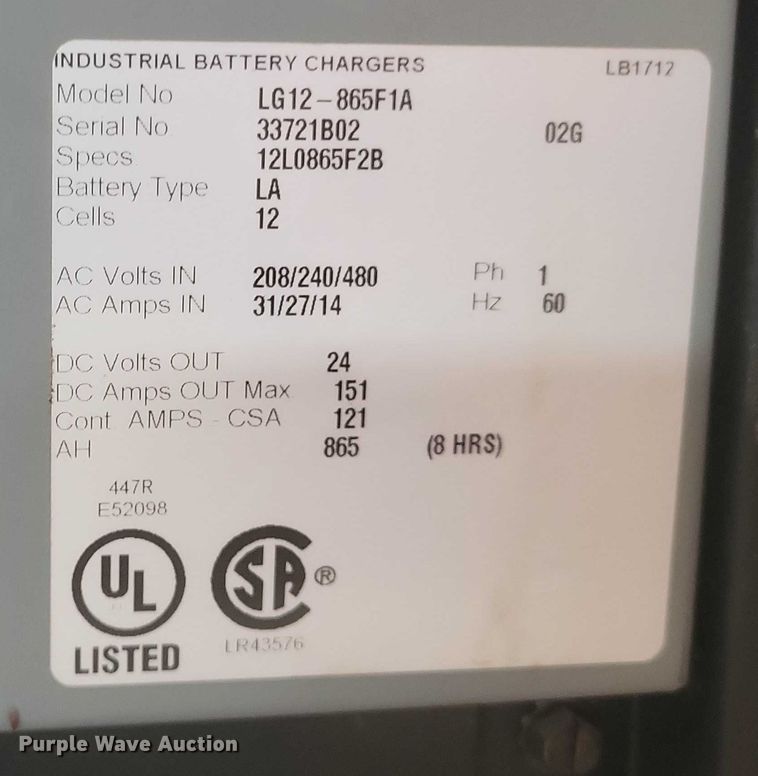 INDUSTRIAL BATTERY CHARGERS LB1712
Model No LG12-865F1A
Serial No 33721B02 02G
Specs 12L0865F2B
Battery Type LA
Cells 12
AC Volts IN 208/240/480 Ph 1
AC Amps IN 31/27/14 Hz 60
DC Volts OUT 24
DC Amps OUT Max 151
Cont AMPS - CSA 121
AH 865 (8 HRS)
447R
E52098
UL SA ®
LISTED LR43576
Purple Wave Auction